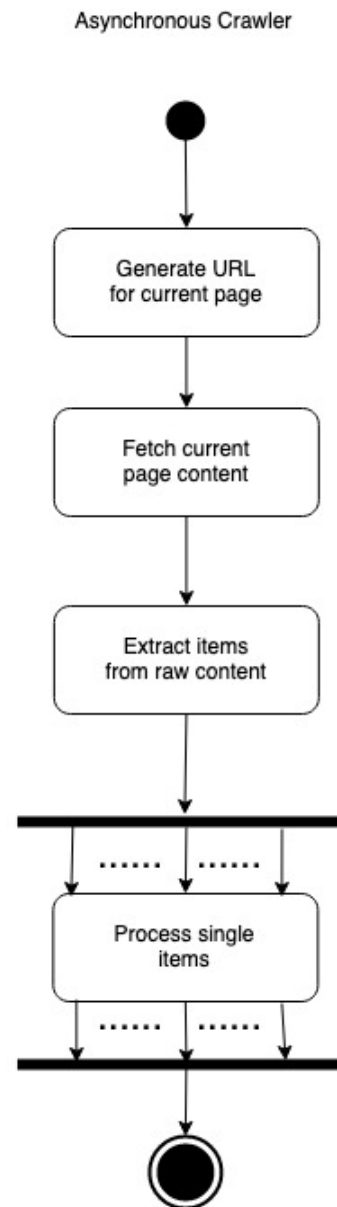 Asynchronous Crawler
Generate URL
for current page
Fetch current
page content
Extract items
from raw content
...... ......
Process single
items
...... ......